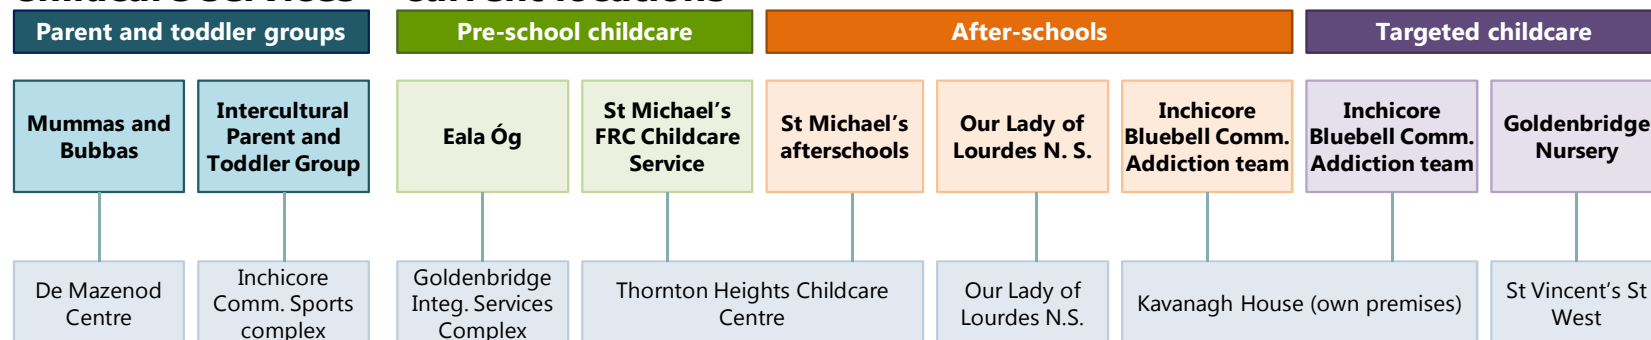 Parent and toddler groups
Pre-school childcare
After-schools
Targeted childcare
Mummas and
Bubbas
Intercultural
Parent and
Toddler Group
Eala Óg
St Michael's
FRC Childcare
Service
St Michael's
afterschools
Our Lady of
Lourdes N. S.
Inchicore
Bluebell Comm.
Addiction team
Inchicore
Bluebell Comm.
Addiction team
Goldenbridge
Nursery
De Mazenod
Centre
Inchicore
Comm. Sports
complex
Goldenbridge
Integ. Services
Complex
Thornton Heights Childcare
Centre
Our Lady of
Lourdes N.S.
Kavanagh House (own premises)
St Vincent's St
West